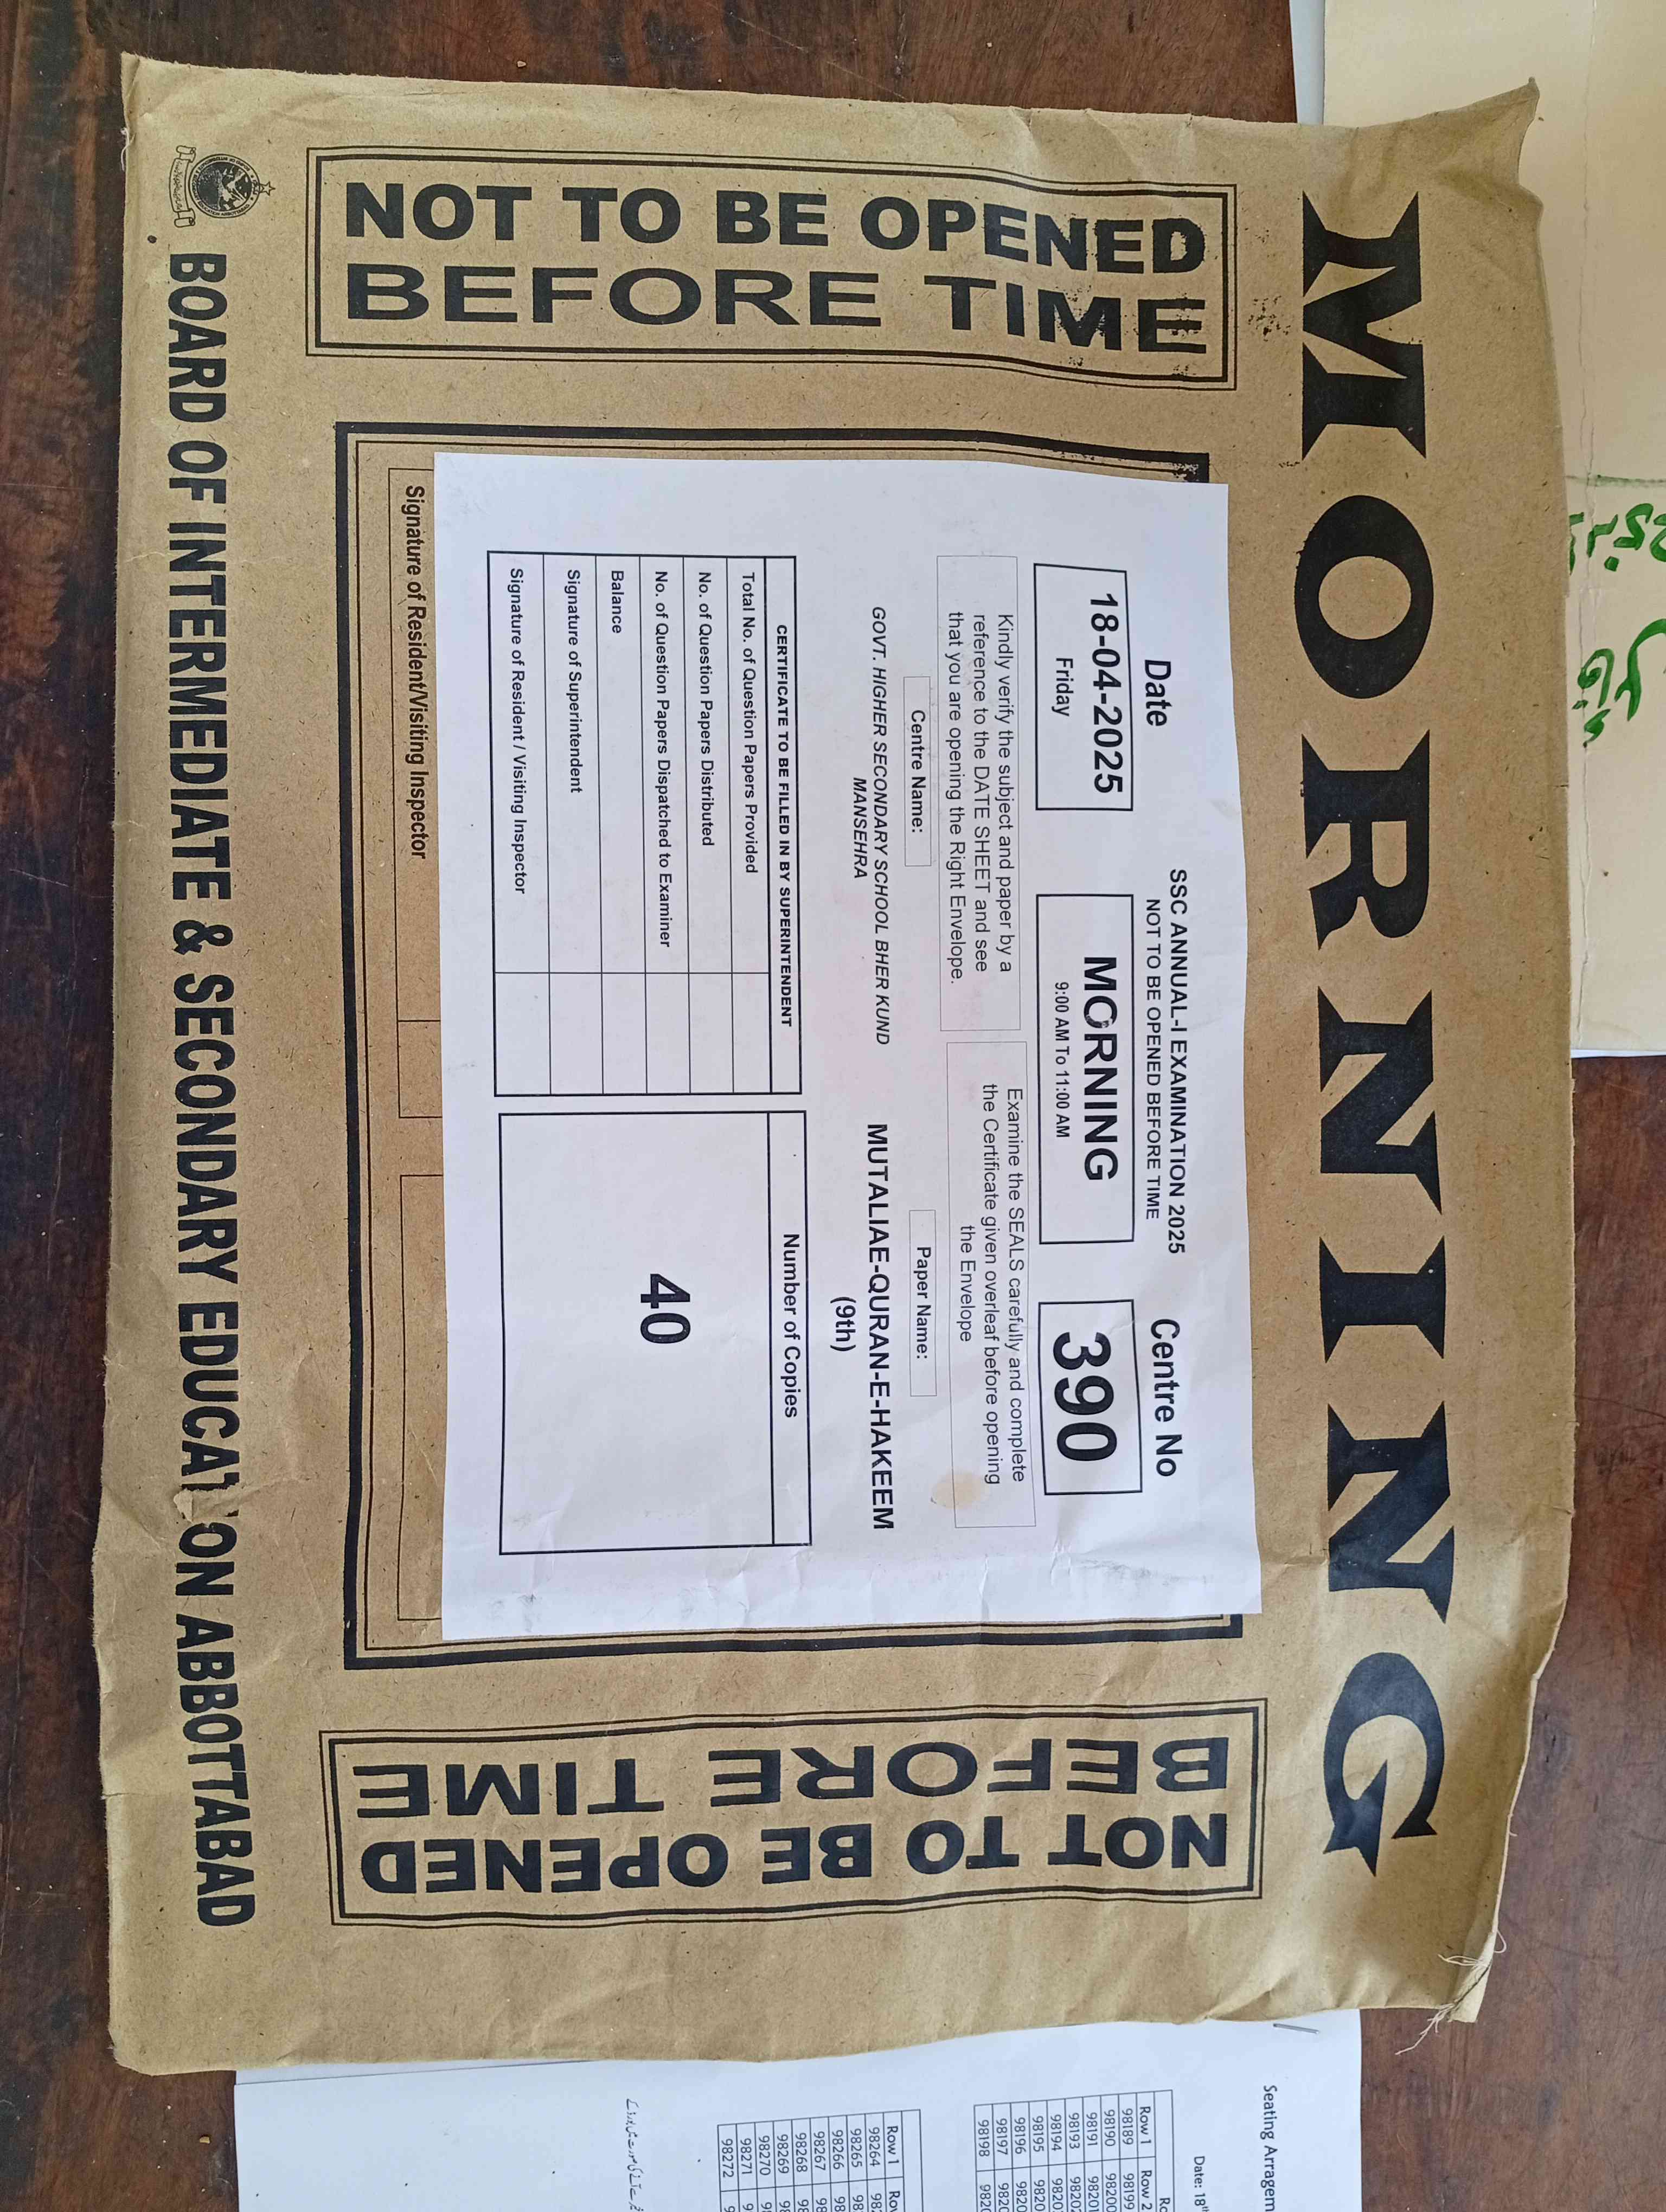 MORNING
NOT TO BE OPENED
BEFORE TIME
SSC ANNUAL-I EXAMINATION 2025
NOT TO BE OPENED BEFORE TIME
Date
18-04-2025
Friday
MORNING
9:00 AM To 11:00 AM
Centre No
390
Kindly verify the subject and paper by a
reference to the DATE SHEET and see
that you are opening the Right Envelope.
Examine the SEALS carefully and complete
the Certificate given overleaf before opening
the Envelope
Centre Name:
GOVT. HIGHER SECONDARY SCHOOL BHER KUND
MANSEHRA
Paper Name:
MUTALIAE-QURAN-E-HAKEEM
(9th)
CERTIFICATE TO BE FILLED IN BY SUPERINTENDENT
Total No. of Question Papers Provided
No. of Question Papers Distributed
No. of Question Papers Dispatched to Examiner
Balance
Signature of Superintendent
Signature of Resident / Visiting Inspector
Number of Copies
40
Signature of Resident/Visiting Inspector
NOT TO BE OPENED
BEFORE TIME
BOARD OF INTERMEDIATE & SECONDARY EDUCATION ABBOTTABAD
Seating Arragem
Date: 18th
Row 1 Row 2
98189 98199
98190 98200
98191
98193
98194
98195
98196
98197
98198
Row 1
98264
98265
98266
98267
98268
98269
98270
98271
98272